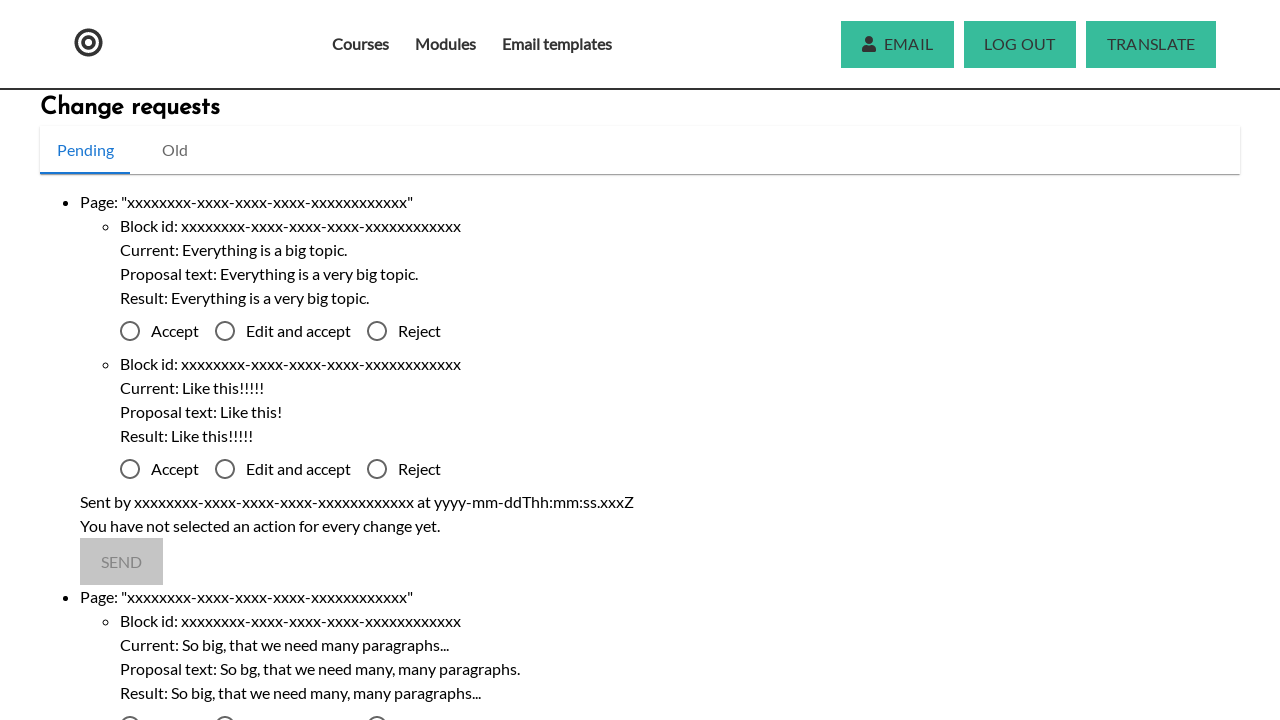 Courses Modules Email templates EMAIL LOG OUT TRANSLATE
Change requests
Pending Old
Page: "xxxxxxxx-xxxx-xxxx-xxxx-xxxxxxxxxxxx"
Block id: xxxxxxxx-xxxx-xxxx-xxxx-xxxxxxxxxxxx
Current: Everything is a big topic.
Proposal text: Everything is a very big topic.
Result: Everything is a very big topic.
Accept Edit and accept Reject
Block id: xxxxxxxx-xxxx-xxxx-xxxx-xxxxxxxxxxxx
Current: Like this!!!!!
Proposal text: Like this!
Result: Like this!!!!!
Accept Edit and accept Reject
Sent by xxxxxxxx-xxxx-xxxx-xxxx-xxxxxxxxxxxx at yyyy-mm-ddThh:mm:ss.xxxZ
You have not selected an action for every change yet.
SEND
Page: "xxxxxxxx-xxxx-xxxx-xxxx-xxxxxxxxxxxx"
Block id: xxxxxxxx-xxxx-xxxx-xxxx-xxxxxxxxxxxx
Current: So big, that we need many paragraphs...
Proposal text: So bg, that we need many, many paragraphs.
Result: So big, that we need many, many paragraphs...